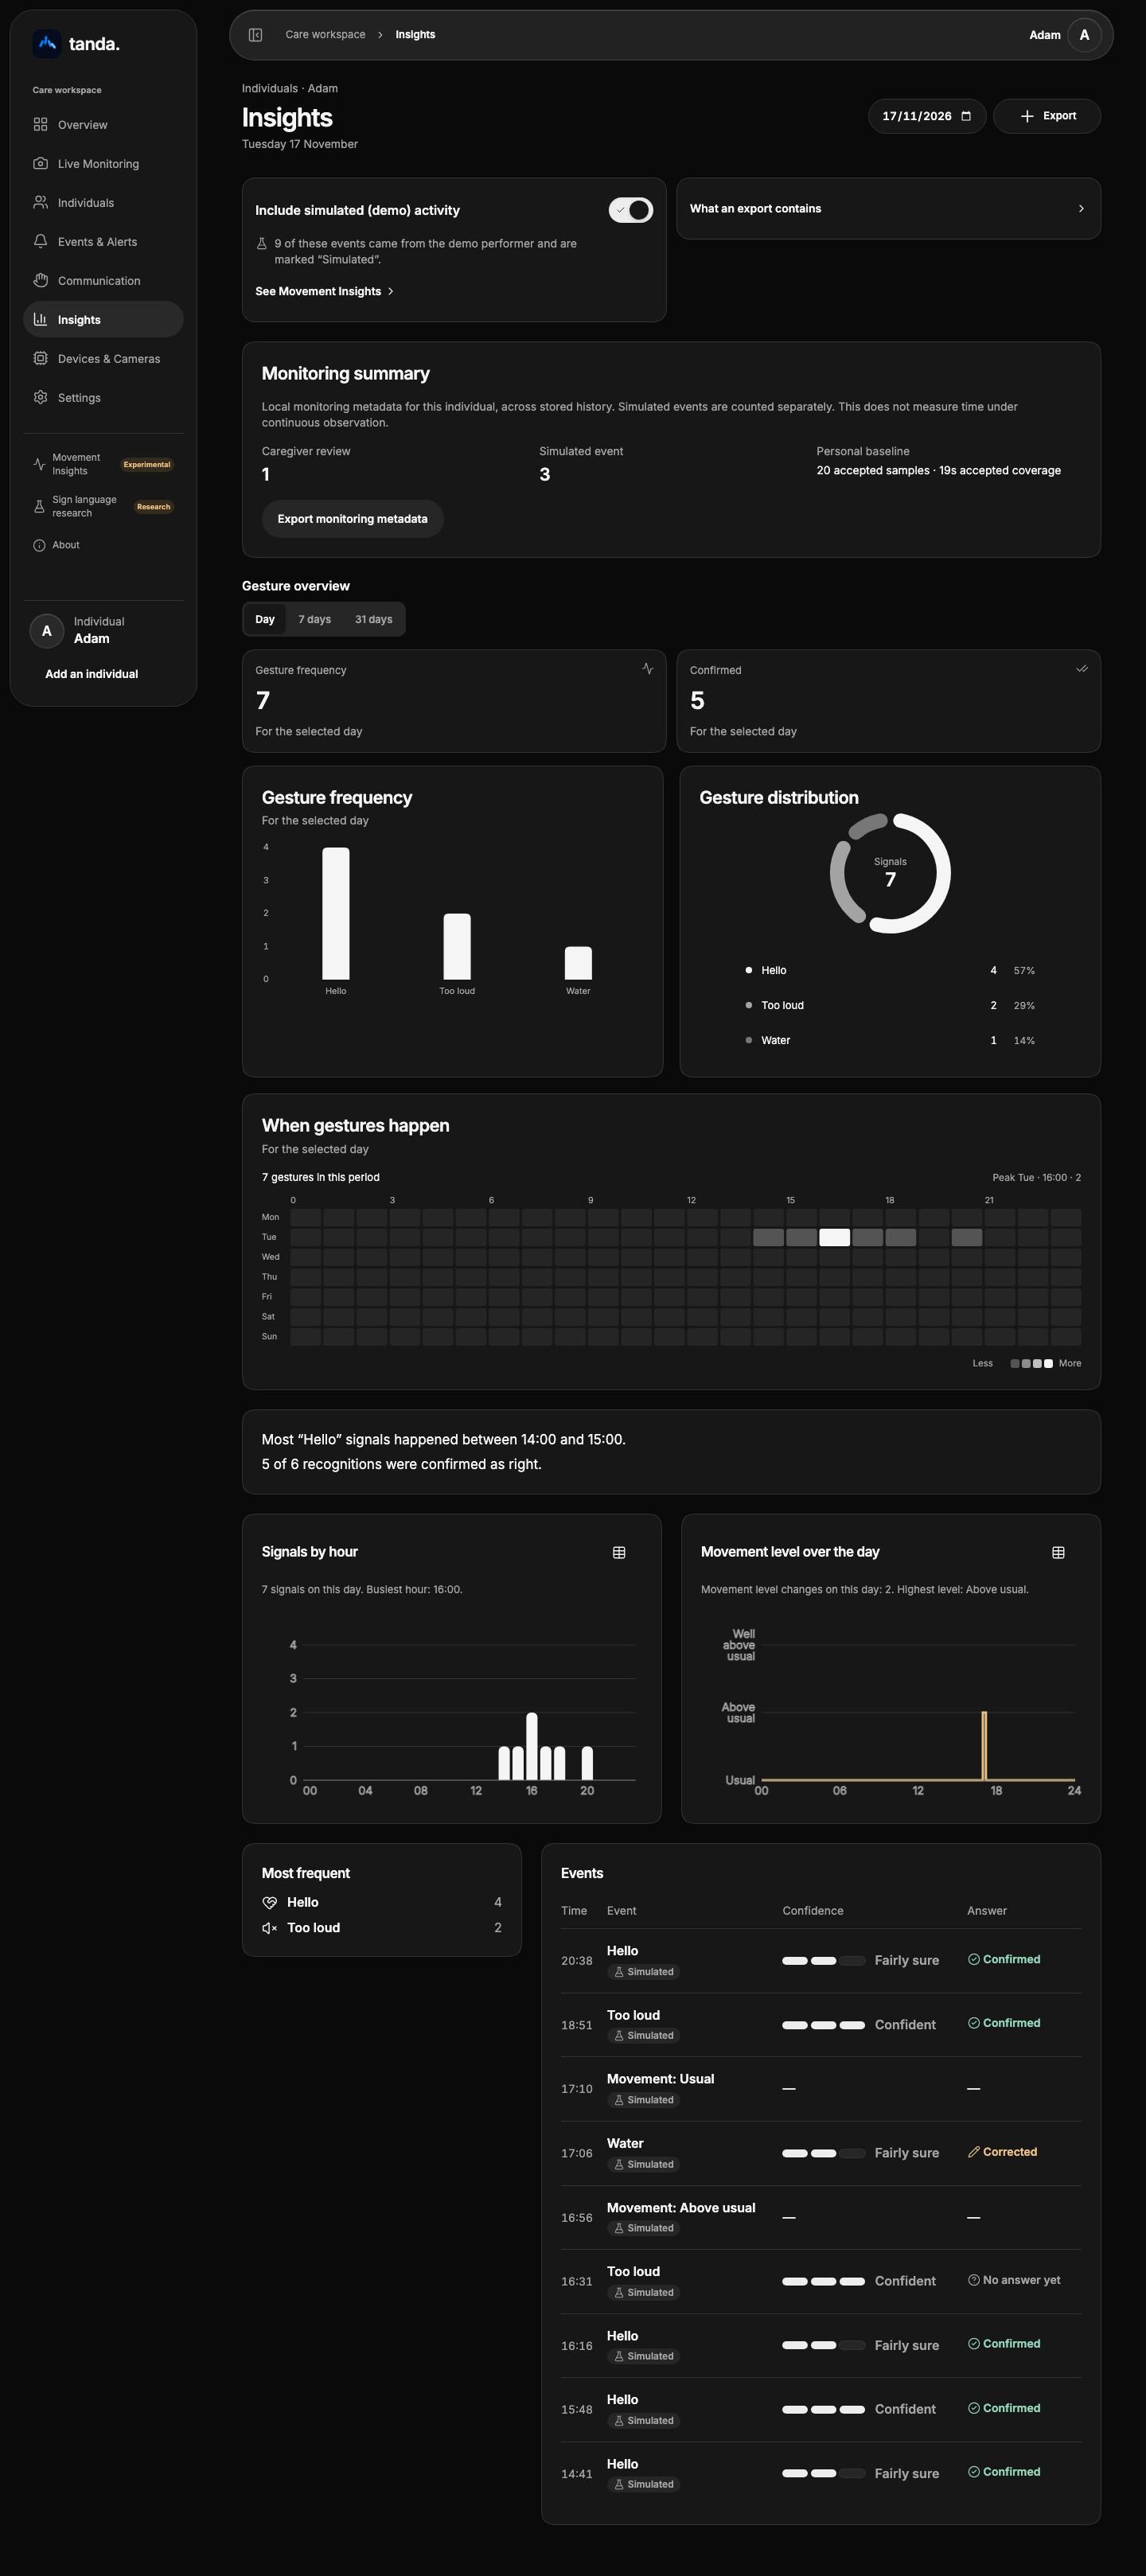 tanda.
Care workspace
Overview
Live Monitoring
Individuals
Events & Alerts
Communication
Insights
Devices & Cameras
Settings
Movement
Insights
Experimental
Sign language
research
Research
About
A
Individual
Adam
Add an individual
Care workspace > Insights
Adam A
Individuals · Adam
Insights
Tuesday 17 November
17/11/2026
Export
Include simulated (demo) activity
9 of these events came from the demo performer and are
marked “Simulated”.
See Movement Insights >
What an export contains >
Monitoring summary
Local monitoring metadata for this individual, across stored history. Simulated events are counted separately. This does not measure time under
continuous observation.
Caregiver review
1
Simulated event
3
Personal baseline
20 accepted samples · 19s accepted coverage
Export monitoring metadata
Gesture overview
Day 7 days 31 days
Gesture frequency
7
For the selected day
Confirmed
5
For the selected day
Gesture frequency
For the selected day
4
3
2
1
0
Hello Too loud Water
Gesture distribution
Signals
7
Hello 4 57%
Too loud 2 29%
Water 1 14%
When gestures happen
For the selected day
7 gestures in this period
Peak Tue · 16:00 · 2
0 3 6 9 12 15 18 21
Mon
Tue
Wed
Thu
Fri
Sat
Sun
Less More
Most “Hello” signals happened between 14:00 and 15:00.
5 of 6 recognitions were confirmed as right.
Signals by hour
7 signals on this day. Busiest hour: 16:00.
4
3
2
1
0
00 04 08 12 16 20
Movement level over the day
Movement level changes on this day: 2. Highest level: Above usual.
Well
above
usual
Above
usual
Usual
00 06 12 18 24
Most frequent
Hello 4
Too loud 2
Events
Time Event Confidence Answer
20:38 Hello Fairly sure Confirmed
Simulated
18:51 Too loud Confident Confirmed
Simulated
17:10 Movement: Usual — —
Simulated
17:06 Water Fairly sure Corrected
Simulated
16:56 Movement: Above usual — —
Simulated
16:31 Too loud Confident No answer yet
Simulated
16:16 Hello Fairly sure Confirmed
Simulated
15:48 Hello Confident Confirmed
Simulated
14:41 Hello Fairly sure Confirmed
Simulated